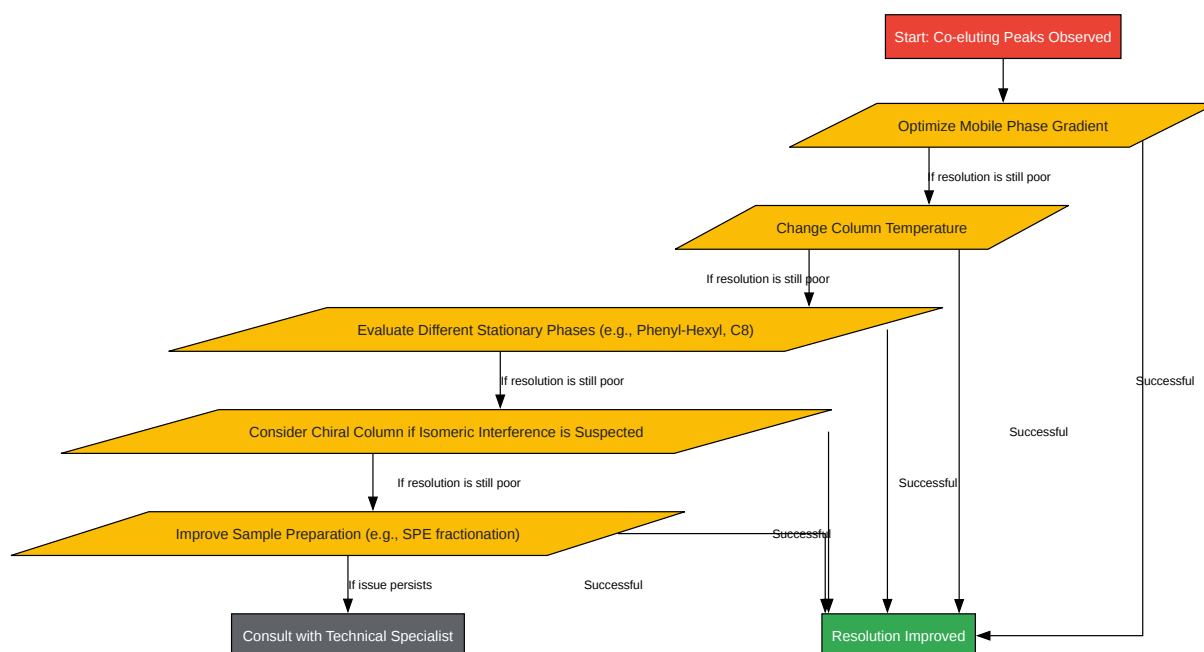 Start: Co-eluting Peaks Observed
Optimize Mobile Phase Gradient
If resolution is still poor
Change Column Temperature
If resolution is still poor
Evaluate Different Stationary Phases (e.g., Phenyl-Hexyl, C8)
If resolution is still poor
Successful
Consider Chiral Column if Isomeric Interference is Suspected
Successful
If resolution is still poor
Successful
Improve Sample Preparation (e.g., SPE fractionation)
Successful
If issue persists
Successful
Consult with Technical Specialist
Resolution Improved